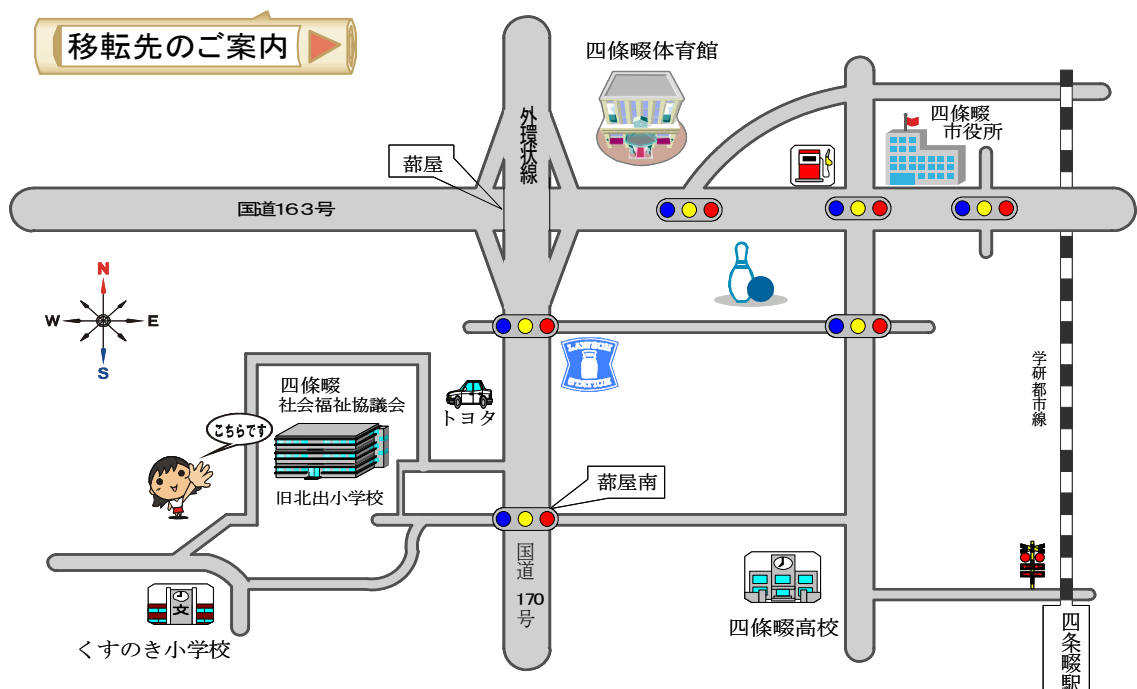 移転先のご案内
四條畷体育館
四條畷
市役所
外環状線
蔀屋
国道163号
N
W
E
S
LAWSON
STATION
学研都市線
四條畷
社会福祉協議会
トヨタ
こちらです
旧北出小学校
蔀屋南
国道
170
号
文
くすのき小学校
四條畷高校
四条畷駅